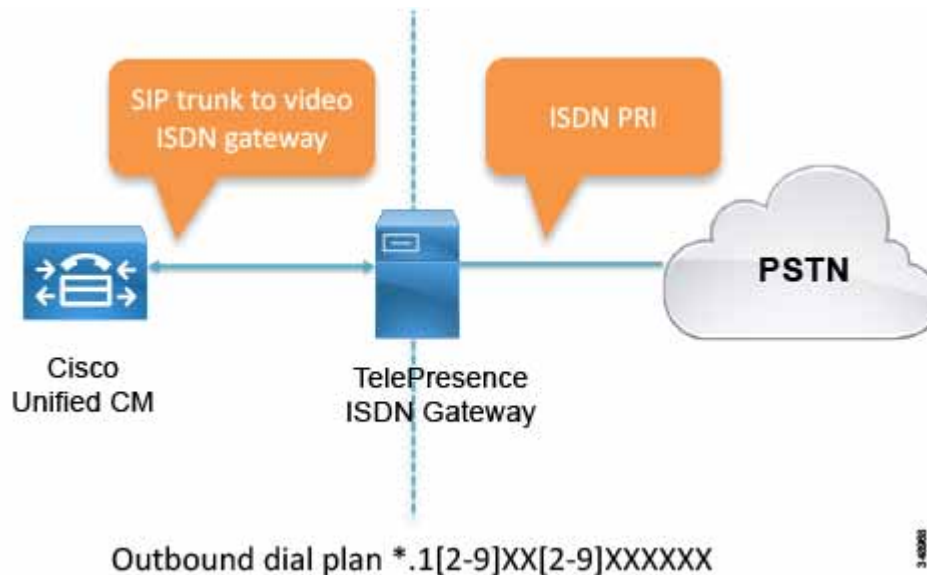 SIP trunk to video
ISDN gateway
ISDN PRI
PSTN
Cisco
Unified CM
TelePresence
ISDN Gateway
Outbound dial plan *.1[2-9]XX[2-9]XXXXXX